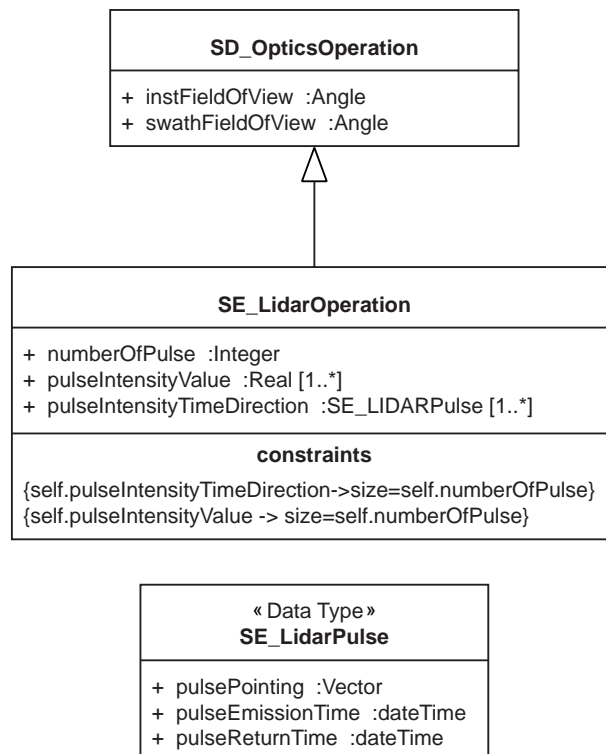 SD_OpticsOperation
+ instFieldOfView :Angle
+ swathFieldOfView :Angle
SE_LidarOperation
+ numberOfPulse :Integer
+ pulseIntensityValue :Real [1..*]
+ pulseIntensityTimeDirection :SE_LIDARPulse [1..*]
constraints
{self.pulseIntensityTimeDirection->size=self.numberOfPulse}
{self.pulseIntensityValue -> size=self.numberOfPulse}
«Data Type»
SE_LidarPulse
+ pulsePointing :Vector
+ pulseEmissionTime :dateTime
+ pulseReturnTime :dateTime